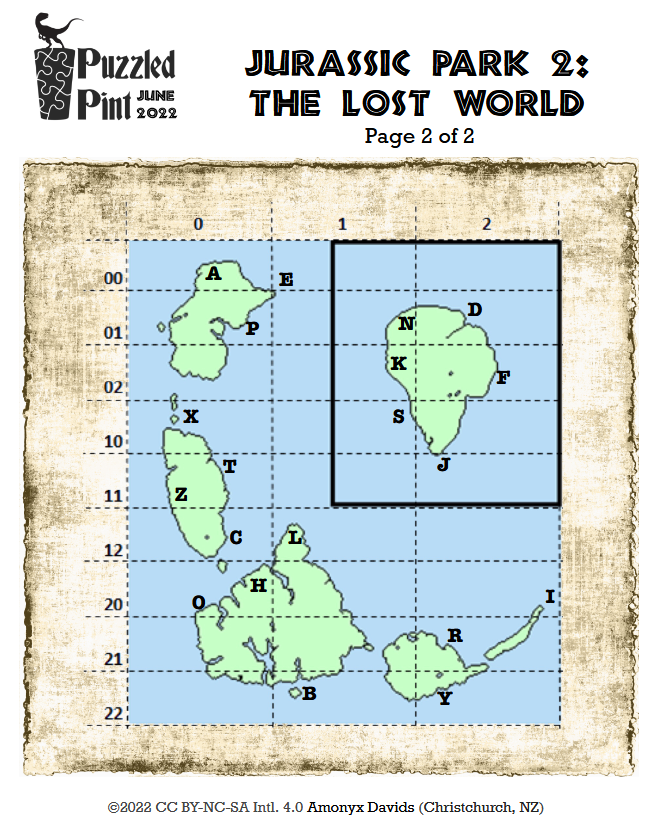 Puzzled
Pint JUNE
2022
JURASSIC PARK 2:
THE LOST WORLD
Page 2 of 2
0 1 2
00
A E
D
01 P N
K
F
02
X S
10
T J
Z
11
C L
12
H I
O
20
R
21
B Y
22
©2022 CC BY-NC-SA Intl. 4.0 Amonyx Davids (Christchurch, NZ)